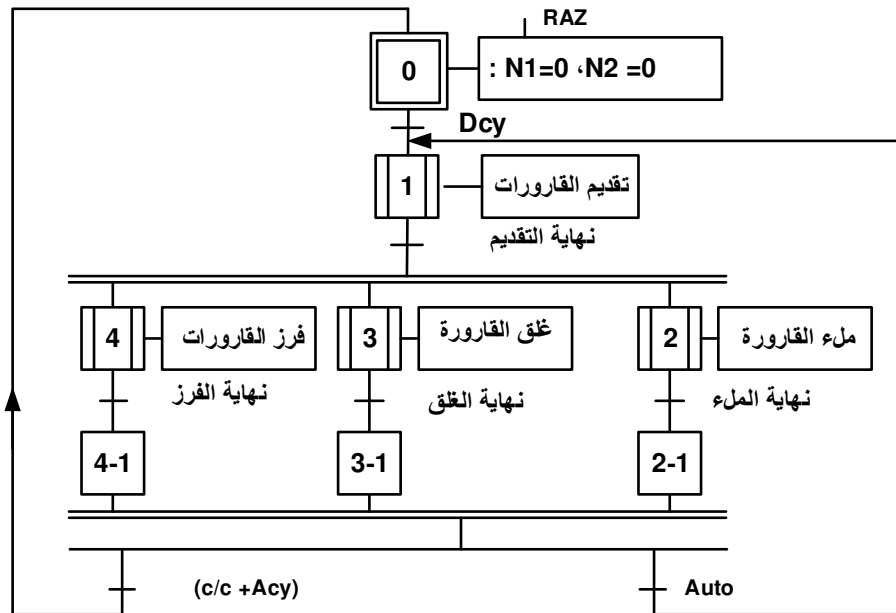 RAZ
0
: N1=0 ،N2 =0
Dcy
1
تقديم القارورات
نهاية التقديم
4
فرز القارورات
3
غلق القارورة
2
ملء القارورة
نهاية الفرز
نهاية الغلق
نهاية الملء
4-1
3-1
2-1
(c/c +Acy)
Auto